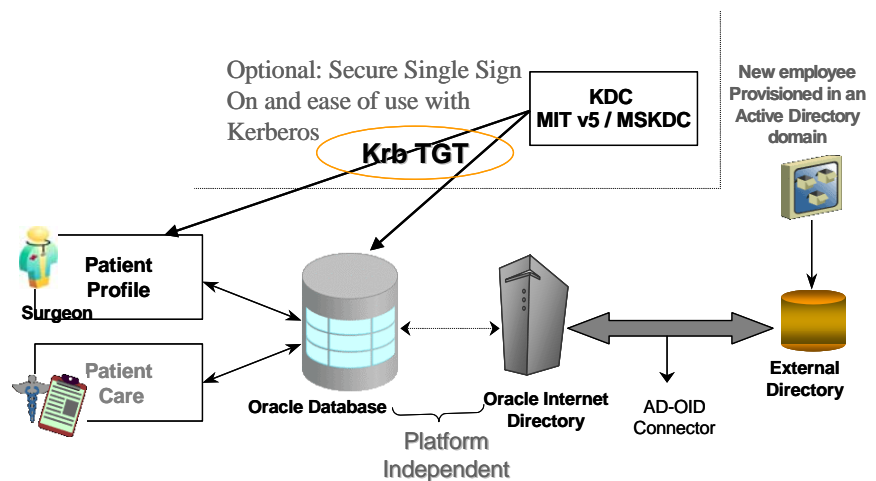 Optional: Secure Single Sign
On and ease of use with
Kerberos
Krb TGT
KDC
MIT v5 / MSKDC
New employee
Provisioned in an
Active Directory
domain
Patient
Profile
Surgeon
Patient
Care
Oracle Database
Oracle Internet
Directory
Platform
Independent
AD-OID
Connector
External
Directory